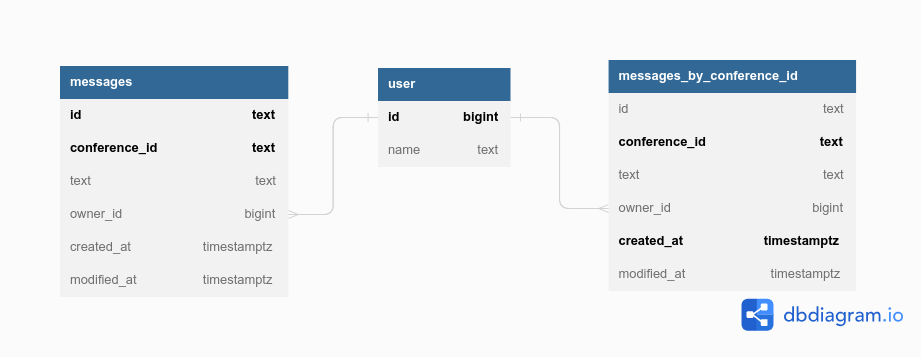 messages
id text
conference_id text
text text
owner_id bigint
created_at timestamptz
modified_at timestamptz
user
id bigint
name text
messages_by_conference_id
id text
conference_id text
text text
owner_id bigint
created_at timestamptz
modified_at timestamptz
dbdiagram.io